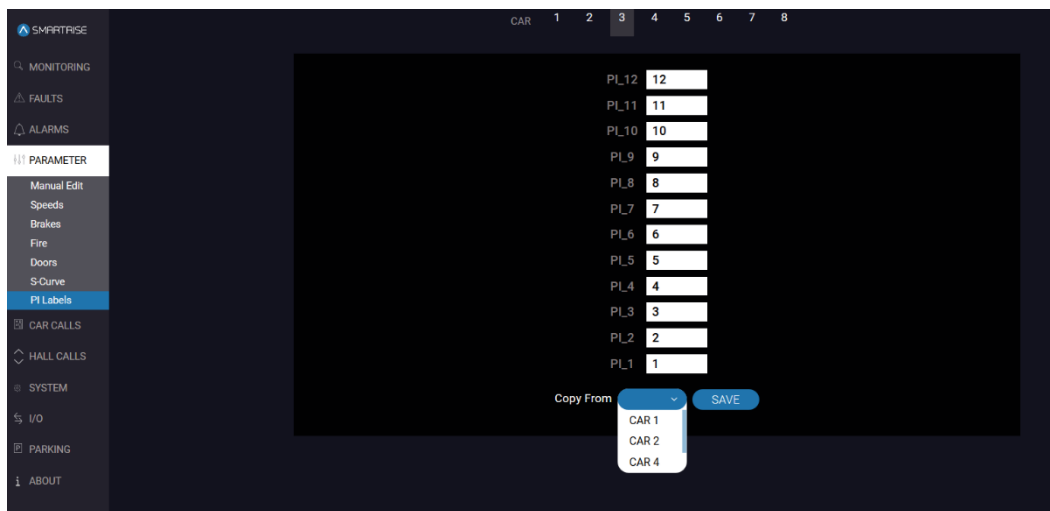 SMARTRISE
CAR 1 2 3 4 5 6 7 8
MONITORING
FAULTS
ALARMS
PARAMETER
Manual Edit
Speeds
Brakes
Fire
Doors
S-Curve
PI Labels
CAR CALLS
HALL CALLS
SYSTEM
I/O
PARKING
ABOUT
PI_12 12
PI_11 11
PI_10 10
PI_9 9
PI_8 8
PI_7 7
PI_6 6
PI_5 5
PI_4 4
PI_3 3
PI_2 2
PI_1 1
Copy From SAVE
CAR 1
CAR 2
CAR 4